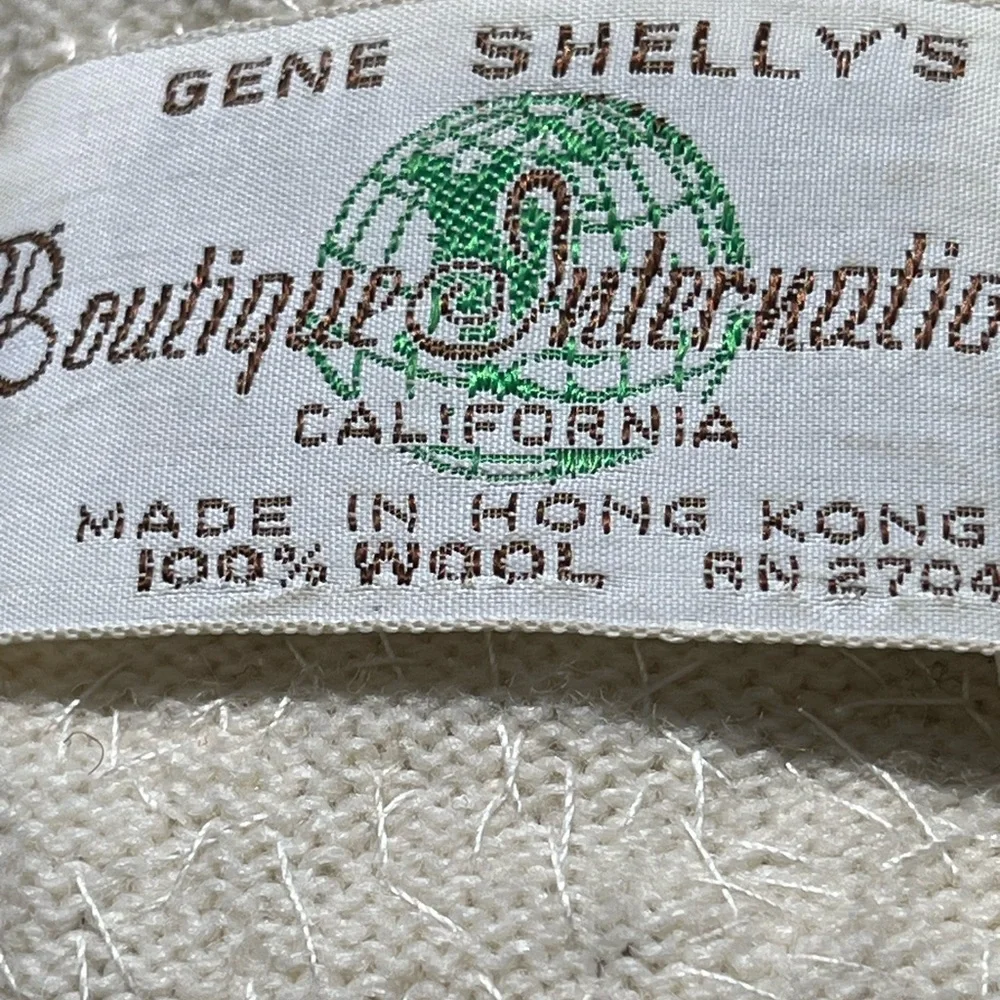 GENE SHELLY'S
Boutique Internatio
CALIFORNIA
MADE IN HONG KONG
100% WOOL RN 2704